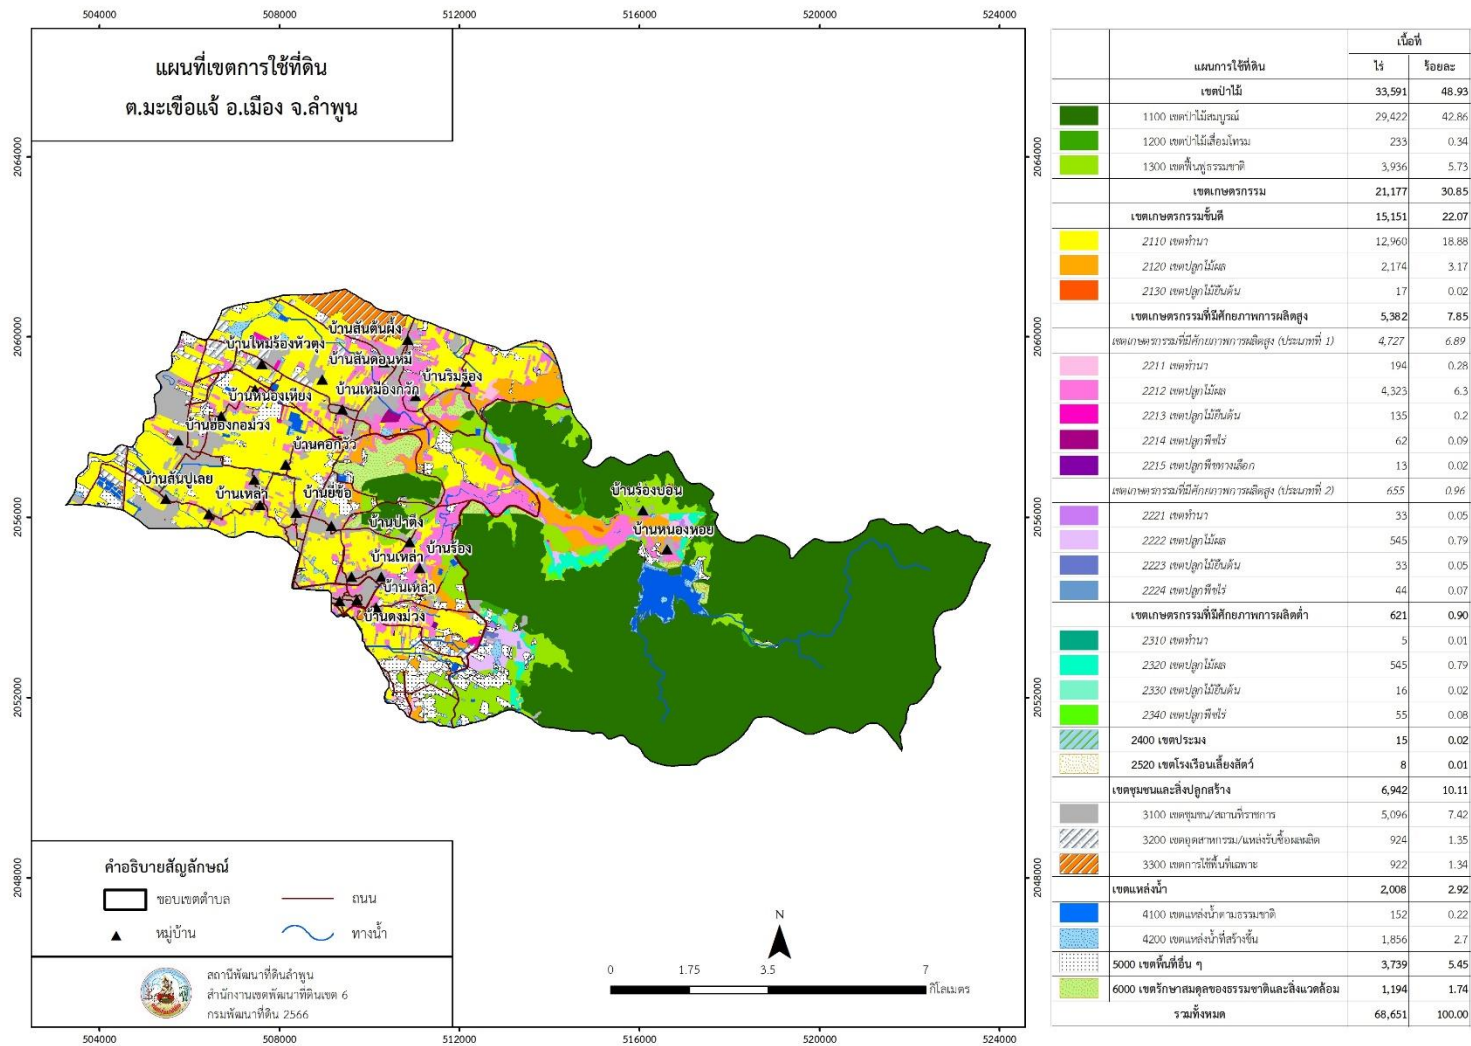 504000
508000
512000
516000
520000
524000
แผนที่เขตการใช้ที่ดิน
ต.มะเขือแจ้ อ.เมือง จ.ลำพูน
2064000
2064000
2060000
2060000
2056000
2056000
2052000
2052000
2048000
2048000
บ้านสันต้นผึ้ง
บ้านใหม่ร้องหัวตุง
บ้านสันดอนหมี
บ้านริมร่อง
บ้านหนองเหียง
บ้านเหมืองกวัก
บ้านฮ่องกอม่วง
บ้านคอกวัว
บ้านสันปูเลย
บ้านเหล่า
บ้านยี่ข้อ
บ้านร่องบอน
บ้านป่าตึง
บ้านหนองหอย
บ้านเหล่า
บ้านร้อง
บ้านเหล่า
บ้านดงม่วง
คำอธิบายสัญลักษณ์
ขอบเขตตำบล
ถนน
หมู่บ้าน
ทางน้ำ
สถานีพัฒนาที่ดินลำพูน
สำนักงานเขตพัฒนาที่ดินเขต 6
กรมพัฒนาที่ดิน 2566
N
0 1.75 3.5 7
กิโลเมตร
504000
508000
512000
516000
520000
524000
เนื้อที่
แผนการใช้ที่ดิน ไร่ ร้อยละ
เขตป่าไม้ 33,591 48.93
1100 เขตป่าไม้สมบูรณ์ 29,422 42.86
1200 เขตป่าไม้เสื่อมโทรม 233 0.34
1300 เขตฟื้นฟูธรรมชาติ 3,936 5.73
เขตเกษตรกรรม 21,177 30.85
เขตเกษตรกรรมชั้นดี 15,151 22.07
2110 เขตทำนา 12,960 18.88
2120 เขตปลูกไม้ผล 2,174 3.17
2130 เขตปลูกไม้ยืนต้น 17 0.02
เขตเกษตรกรรมที่มีศักยภาพการผลิตสูง 5,382 7.85
เขตเกษตรกรรมที่มีศักยภาพการผลิตสูง (ประเภทที่ 1) 4,727 6.89
2211 เขตทำนา 194 0.28
2212 เขตปลูกไม้ผล 4,323 6.3
2213 เขตปลูกไม้ยืนต้น 135 0.2
2214 เขตปลูกพืชไร่ 62 0.09
2215 เขตปลูกพืชทางเลือก 13 0.02
เขตเกษตรกรรมที่มีศักยภาพการผลิตสูง (ประเภทที่ 2) 655 0.96
2221 เขตทำนา 33 0.05
2222 เขตปลูกไม้ผล 545 0.79
2223 เขตปลูกไม้ยืนต้น 33 0.05
2224 เขตปลูกพืชไร่ 44 0.07
เขตเกษตรกรรมที่มีศักยภาพการผลิตต่ำ 621 0.90
2310 เขตทำนา 5 0.01
2320 เขตปลูกไม้ผล 545 0.79
2330 เขตปลูกไม้ยืนต้น 16 0.02
2340 เขตปลูกพืชไร่ 55 0.08
2400 เขตประมง 15 0.02
2520 เขตโรงเรือนเลี้ยงสัตว์ 8 0.01
เขตชุมชนและสิ่งปลูกสร้าง 6,942 10.11
3100 เขตชุมชน/สถานที่ราชการ 5,096 7.42
3200 เขตอุตสาหกรรม/แหล่งรับซื้อผลผลิต 924 1.35
3300 เขตการใช้พื้นที่เฉพาะ 922 1.34
เขตแหล่งน้ำ 2,008 2.92
4100 เขตแหล่งน้ำตามธรรมชาติ 152 0.22
4200 เขตแหล่งน้ำที่สร้างขึ้น 1,856 2.7
5000 เขตพื้นที่อื่น ๆ 3,739 5.45
6000 เขตรักษาสมดุลของธรรมชาติและสิ่งแวดล้อม 1,194 1.74
รวมทั้งหมด 68,651 100.00